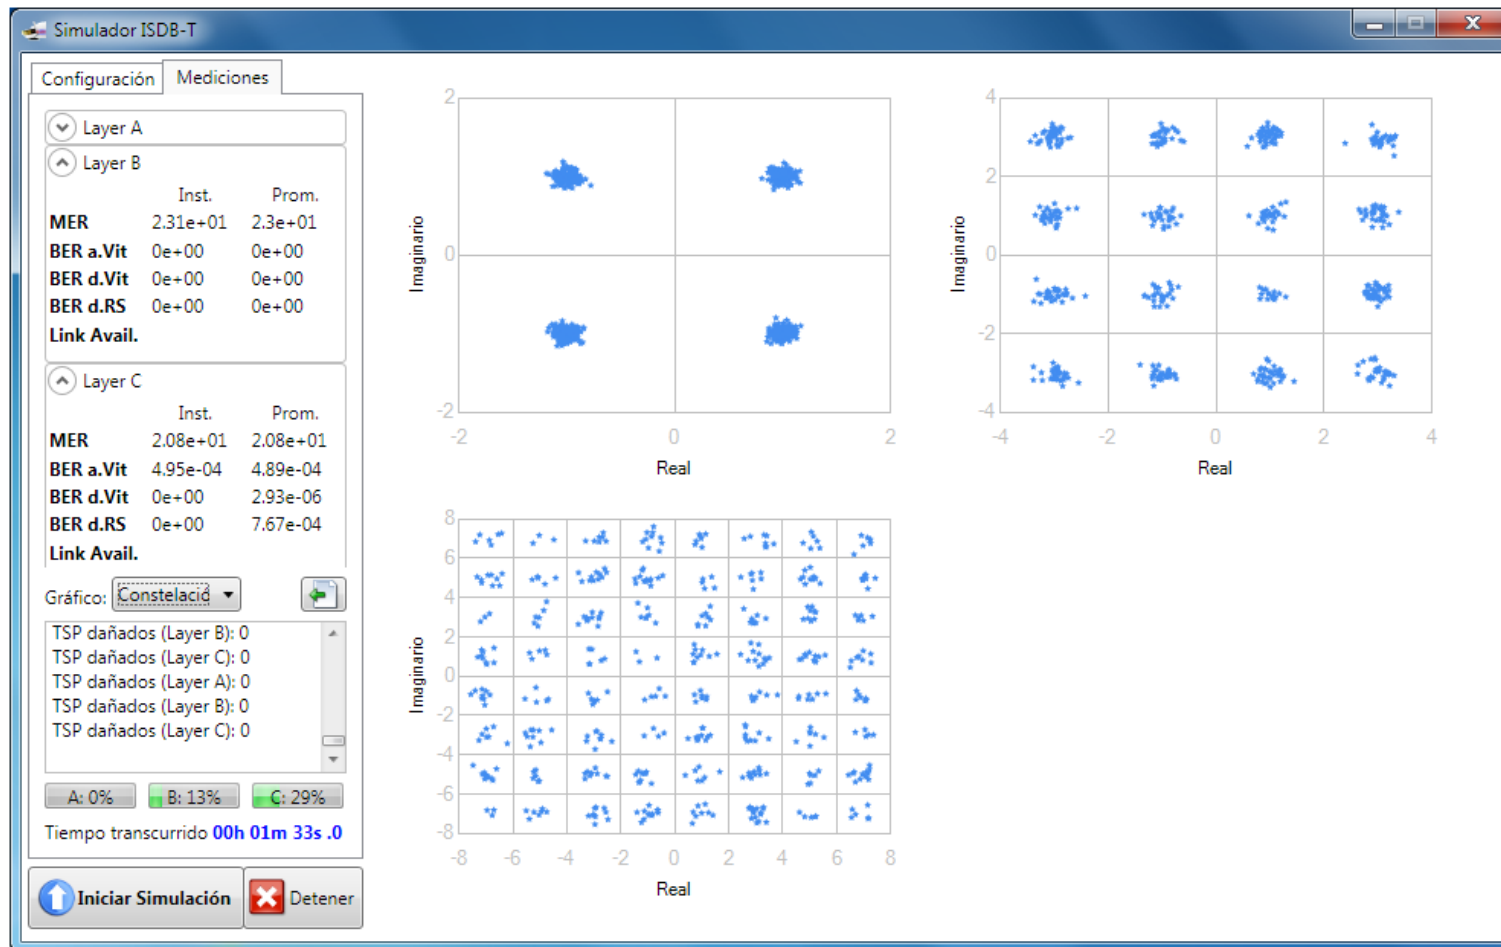 Simulador ISDB-T
Configuración Mediciones
Layer A
Layer B
Inst. Prom.
MER 2.31e+01 2.3e+01
BER a.Vit 0e+00 0e+00
BER d.Vit 0e+00 0e+00
BER d.RS 0e+00 0e+00
Link Avail.
Layer C
Inst. Prom.
MER 2.08e+01 2.08e+01
BER a.Vit 4.95e-04 4.89e-04
BER d.Vit 0e+00 2.93e-06
BER d.RS 0e+00 7.67e-04
Link Avail.
Gráfico: Constelació
TSP dañados (Layer B): 0
TSP dañados (Layer C): 0
TSP dañados (Layer A): 0
TSP dañados (Layer B): 0
TSP dañados (Layer C): 0
A: 0% B: 13% C: 29%
Tiempo transcurrido 00h 01m 33s .0
Iniciar Simulación Detener
2
0
-2
Imaginario
-2 0 2
Real
4
2
0
-2
-4
Imaginario
-4 -2 0 2 4
Real
8
6
4
2
0
-2
-4
-6
-8
Imaginario
-8 -6 -4 -2 0 2 4 6 8
Real